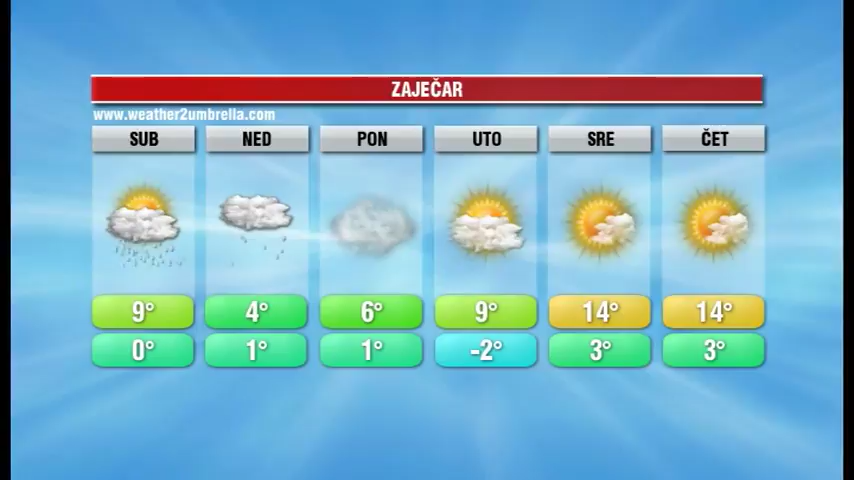 ZAJEČAR
www.weather2umbrella.com
SUB NED PON UTO SRE ČET
9° 4° 6° 9° 14° 14°
0° 1° 1° -2° 3° 3°